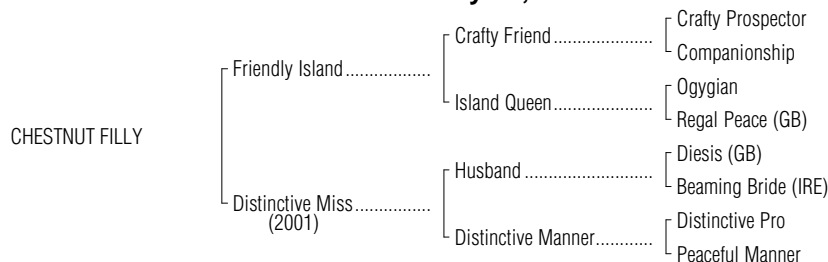 Crafty Prospector
Crafty Friend
Companionship
Friendly Island
Ogygian
Island Queen
Regal Peace (GB)
CHESTNUT FILLY
Diesis (GB)
Husband
Beaming Bride (IRE)
Distinctive Miss
(2001)
Distinctive Pro
Distinctive Manner
Peaceful Manner